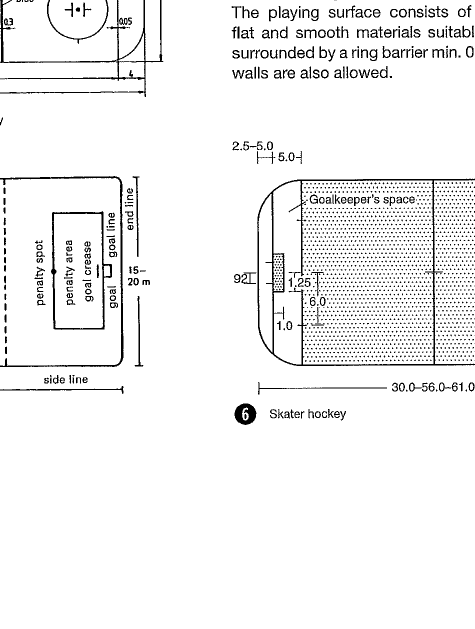 The playing surface consists of
flat and smooth materials
surrounded by a ring barrier min.
walls are also allowed.
0.3
0.05
4
end line
goal line
goal
goal crease
penalty area
penalty spot
15–
20 m
side line
2.5–5.0
5.0
Goalkeeper's space
92
1,25
6.0
1.0
30.0–56.0–61.0
6 Skater hockey